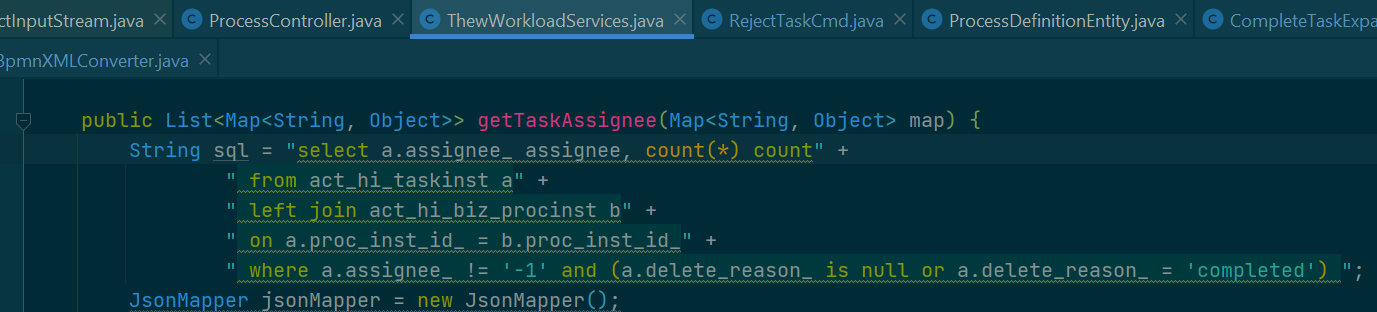 ctInputStream.java × ProcessController.java × ThewWorkloadServices.java × RejectTaskCmd.java × ProcessDefinitionEntity.java × CompleteTaskExpa
BpmnXMLConverter.java ×
public List<Map<String, Object>> getTaskAssignee(Map<String, Object> map) {
String sql = "select a.assignee_ assignee, count(*) count" +
" from act_hi_taskinst a" +
" left join act_hi_biz_procinst b" +
" on a.proc_inst_id_ = b.proc_inst_id_" +
" where a.assignee_ != '-1' and (a.delete_reason_ is null or a.delete_reason_ = 'completed') ";
JsonMapper jsonMapper = new JsonMapper();